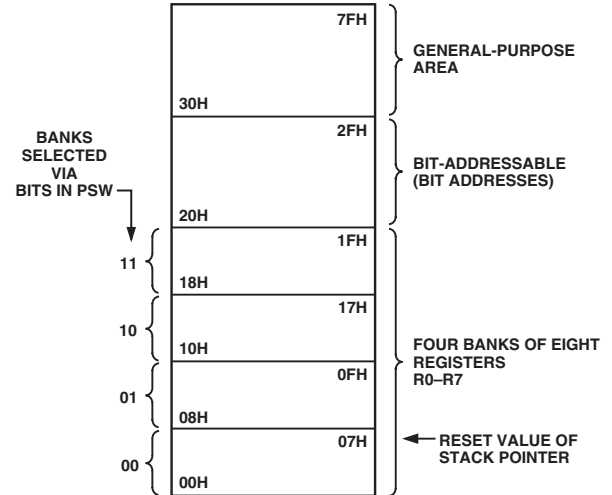 7FH
GENERAL-PURPOSE
AREA
30H
BANKS
SELECTED
VIA
BITS IN PSW
2FH
BIT-ADDRESSABLE
(BIT ADDRESSES)
20H
11
1FH
18H
10
17H
10H
FOUR BANKS OF EIGHT
REGISTERS
R0–R7
01
0FH
08H
00
07H
00H
RESET VALUE OF
STACK POINTER